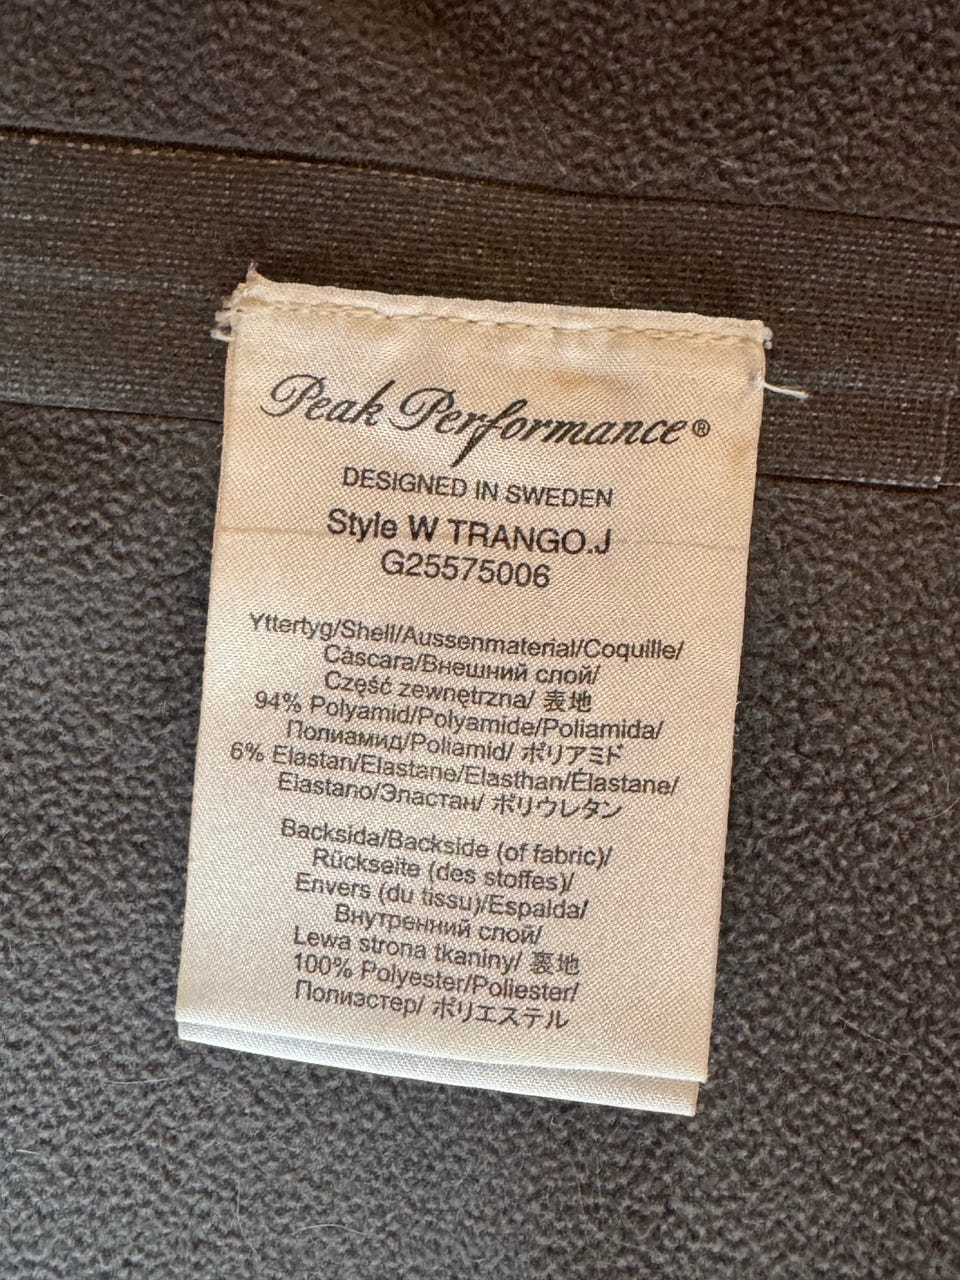 Peak Performance®
DESIGNED IN SWEDEN
Style W TRANGO.J
G25575006
Yttertyg/Shell/Aussenmaterial/Coquille/
Cáscara/Внешний слой/
Część zewnętrzna/ 表地
94% Polyamid/Polyamide/Poliamida/
Полиамид/Poliamid/ ポリアミド
6% Elastan/Elastane/Elasthan/Élastane/
Elastano/Эластан/ ポリウレタン
Backsida/Backside (of fabric)/
Rückseite (des stoffes)/
Envers (du tissu)/Espalda/
Внутренний слой/
Lewa strona tkaniny/ 裏地
100% Polyester/Poliester/
Полиэстер/ ポリエステル